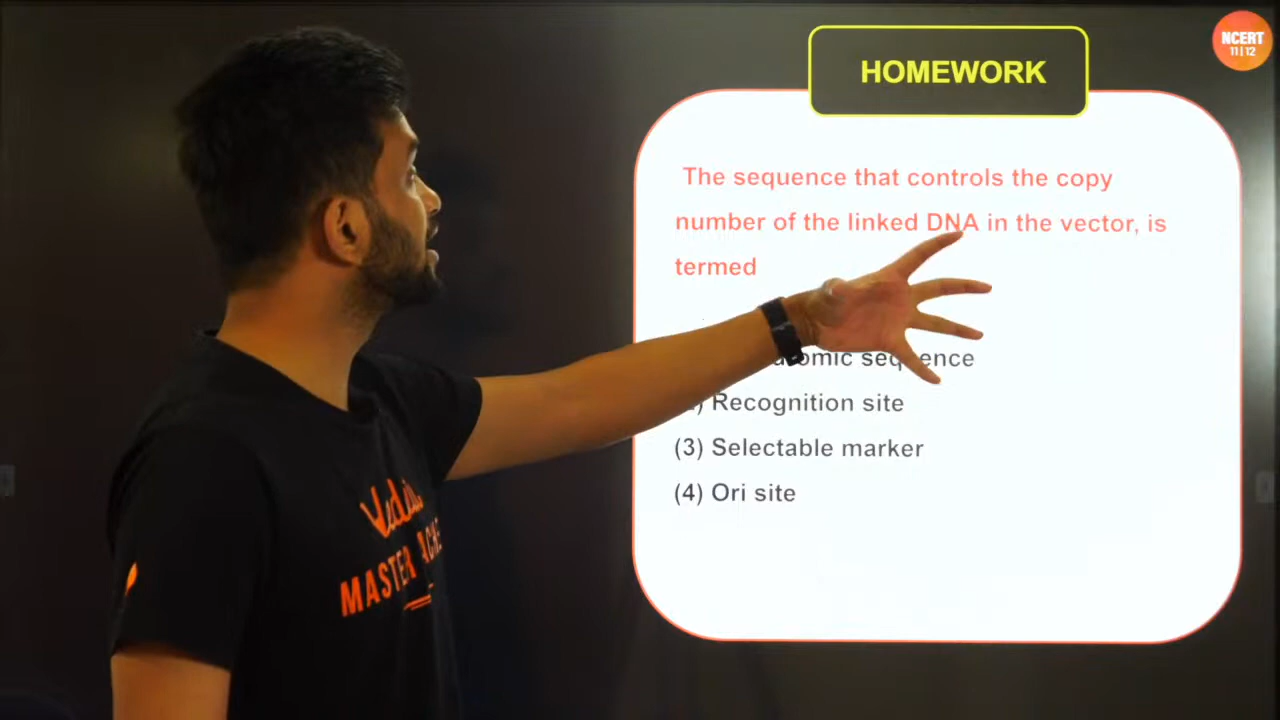 NCERT
11 | 12
HOMEWORK
The sequence that controls the copy
number of the linked DNA in the vector, is
termed
sequence
Recognition site
(3) Selectable marker
(4) Ori site
MASTER